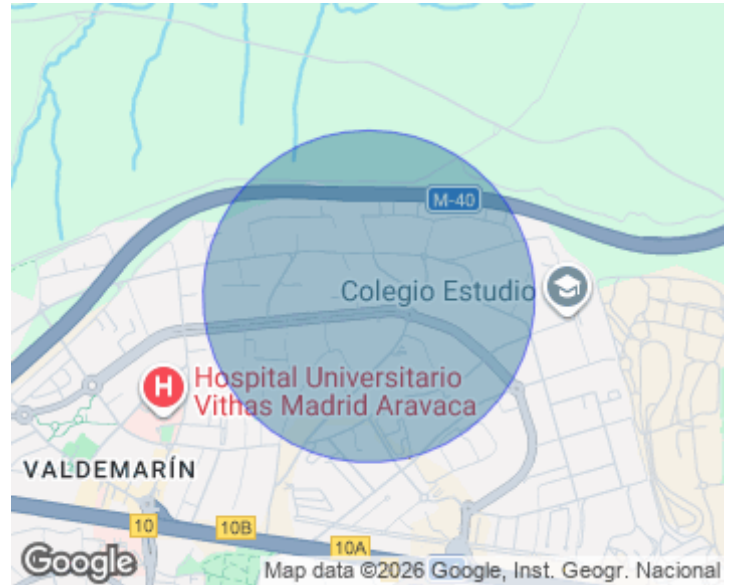 M-40
Colegio Estudio
H
Hospital Universitario
Vithas Madrid Aravaca
VALDEMARÍN
10
10B
10A
Google
Map data ©2026 Google, Inst. Geogr. Nacional